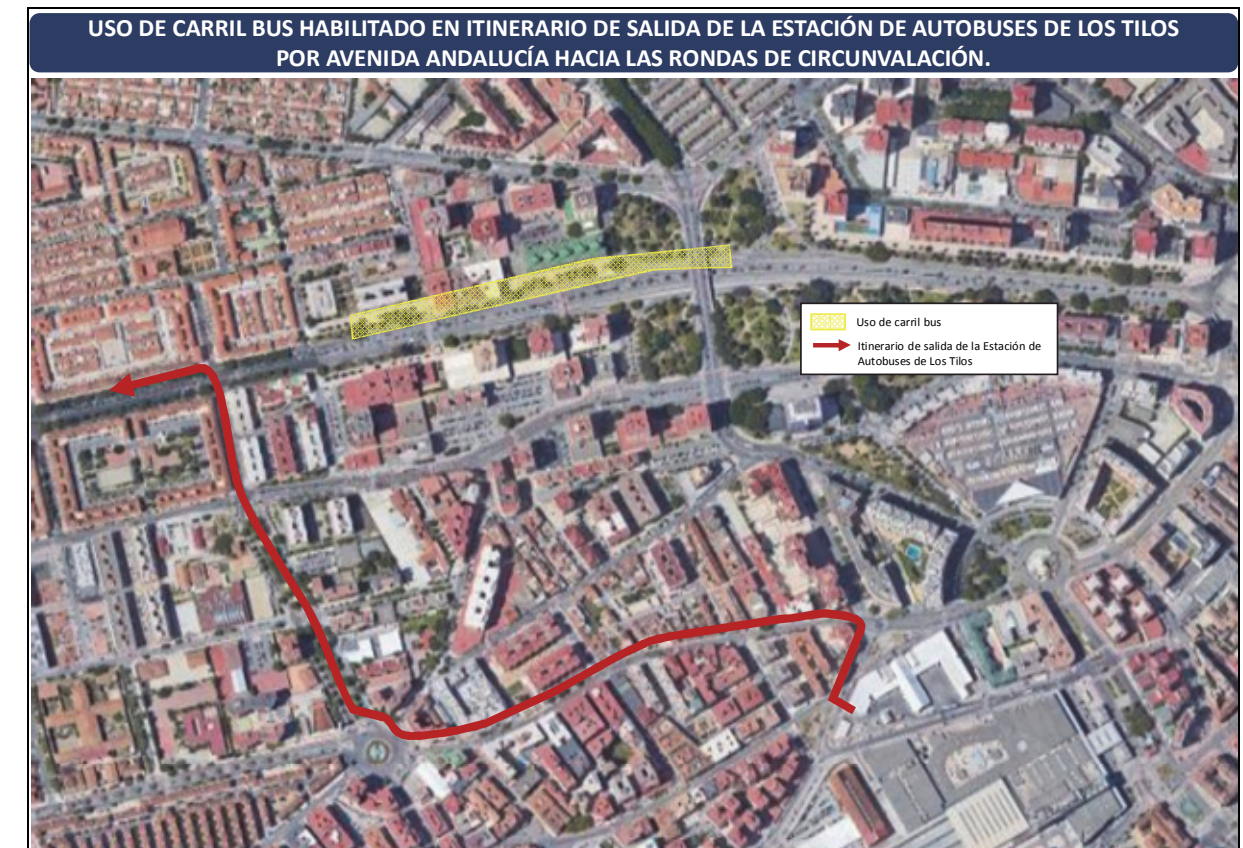 USO DE CARRIL BUS HABILITADO EN ITINERARIO DE SALIDA DE LA ESTACIÓN DE AUTOBUSES DE LOS TILOS
POR AVENIDA ANDALUCÍA HACIA LAS RONDAS DE CIRCUNVALACIÓN.
Uso de carril bus
Itinerario de salida de la Estación de
Autobuses de Los Tilos